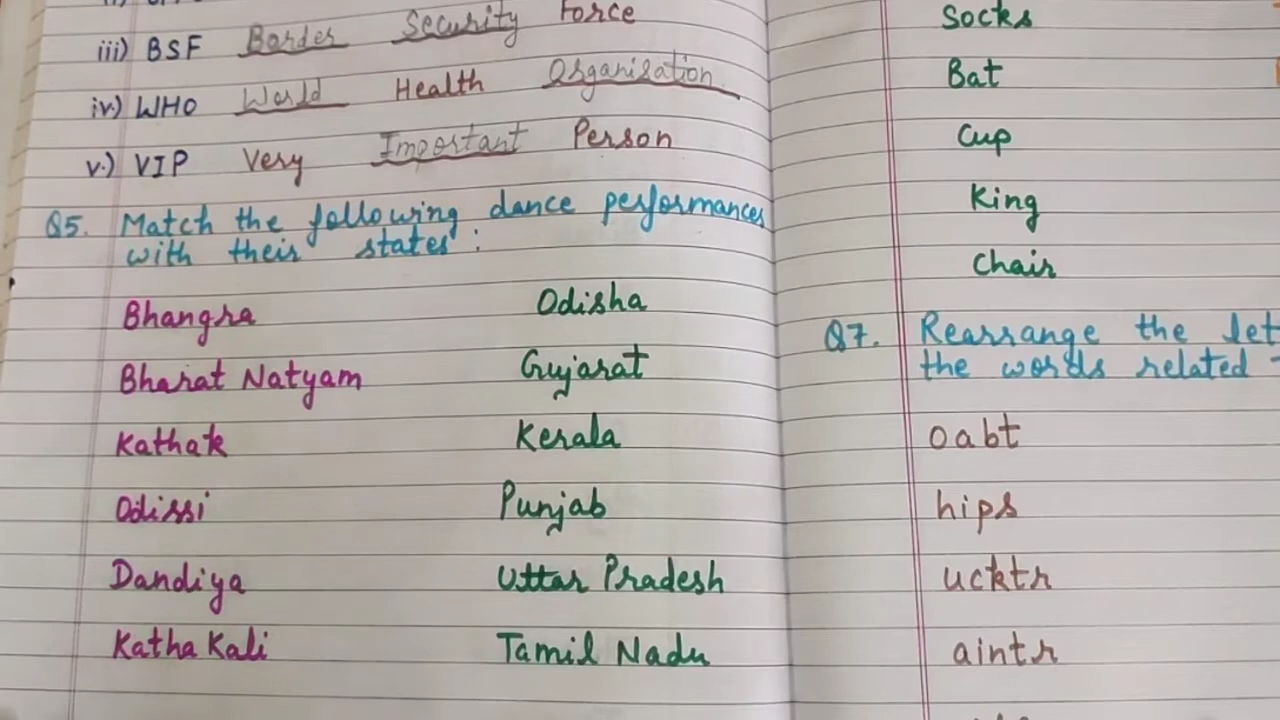 iii) BSF Border Security Force
iv.) WHO World Health Organisation.
v.) VIP Very Important Person
Q5. Match the following dance performances
with their states :
Bhangra Odisha
Bharat Natyam Gujarat
Kathak Kerala
Odissi Punjab
Dandiya Uttar Pradesh
Katha Kali Tamil Nadu
Socks
Bat
Cup
King
Chair
Q7. Rearrange the let
the words related
oabt
hips
ucktr
aintr